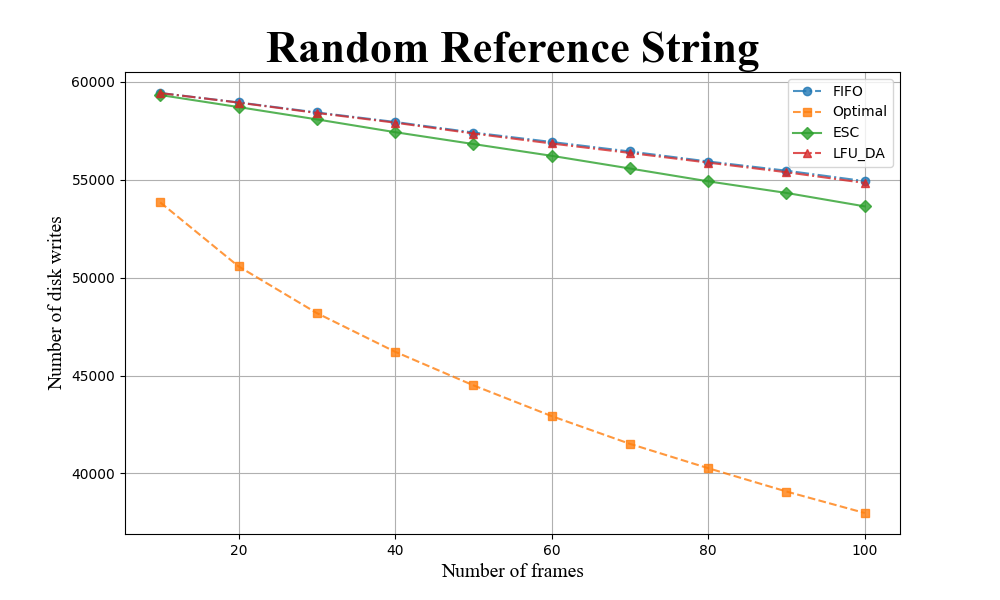 Random Reference String
60000
55000
50000
45000
40000
Number of disk writes
FIFO
Optimal
ESC
LFU_DA
20
40
60
80
100
Number of frames